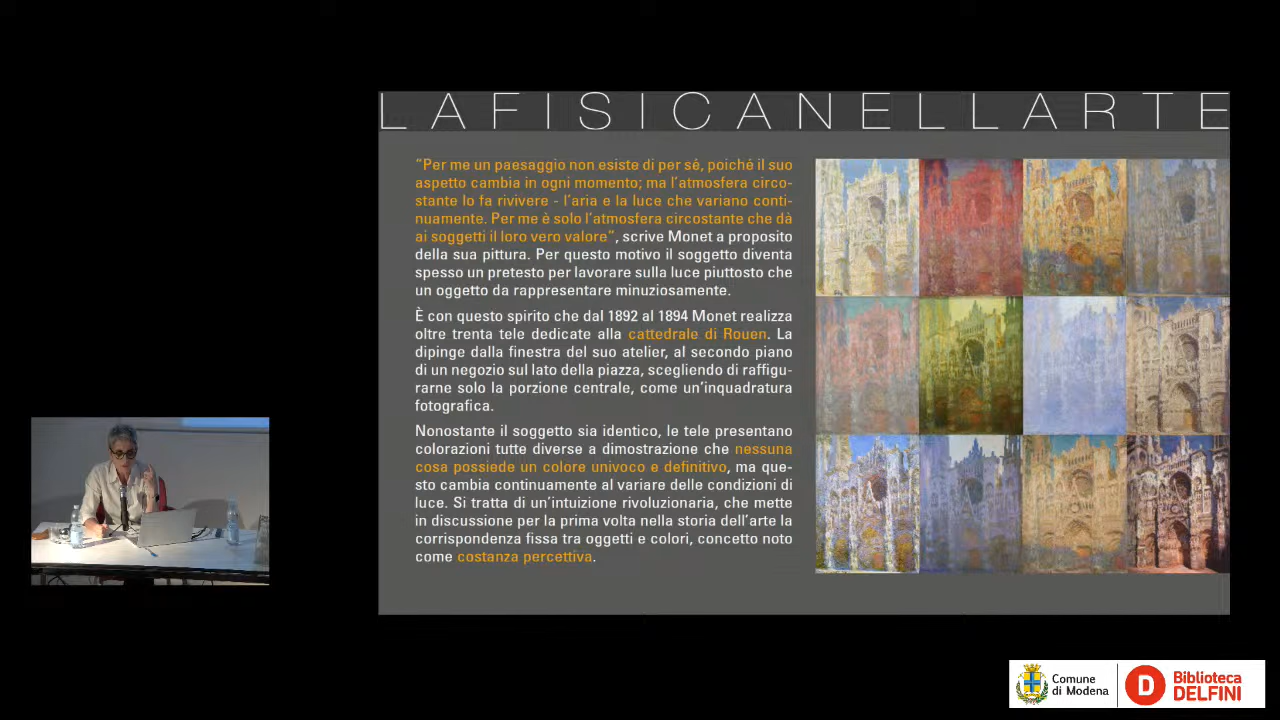 LAFISICANELLARTE
“Per me un paesaggio non esiste di per sé, poiché il suo
aspetto cambia in ogni momento; ma l’atmosfera circo-
stante lo fa rivivere - l’aria e la luce che variano conti-
nuamente. Per me è solo l’atmosfera circostante che dà
ai soggetti il loro vero valore”, scrive Monet a proposito
della sua pittura. Per questo motivo il soggetto diventa
spesso un pretesto per lavorare sulla luce piuttosto che
un oggetto da rappresentare minuziosamente.
È con questo spirito che dal 1892 al 1894 Monet realizza
oltre trenta tele dedicate alla cattedrale di Rouen. La
dipinge dalla finestra del suo atelier, al secondo piano
di un negozio sul lato della piazza, scegliendo di raffigu-
rarne solo la porzione centrale, come un’inquadratura
fotografica.
Nonostante il soggetto sia identico, le tele presentano
colorazioni tutte diverse a dimostrazione che nessuna
cosa possiede un colore univoco e definitivo, ma que-
sto cambia continuamente al variare delle condizioni di
luce. Si tratta di un’intuizione rivoluzionaria, che mette
in discussione per la prima volta nella storia dell’arte la
corrispondenza fissa tra oggetti e colori, concetto noto
come costanza percettiva.
Comune
di Modena
D
Biblioteca
DELFINI